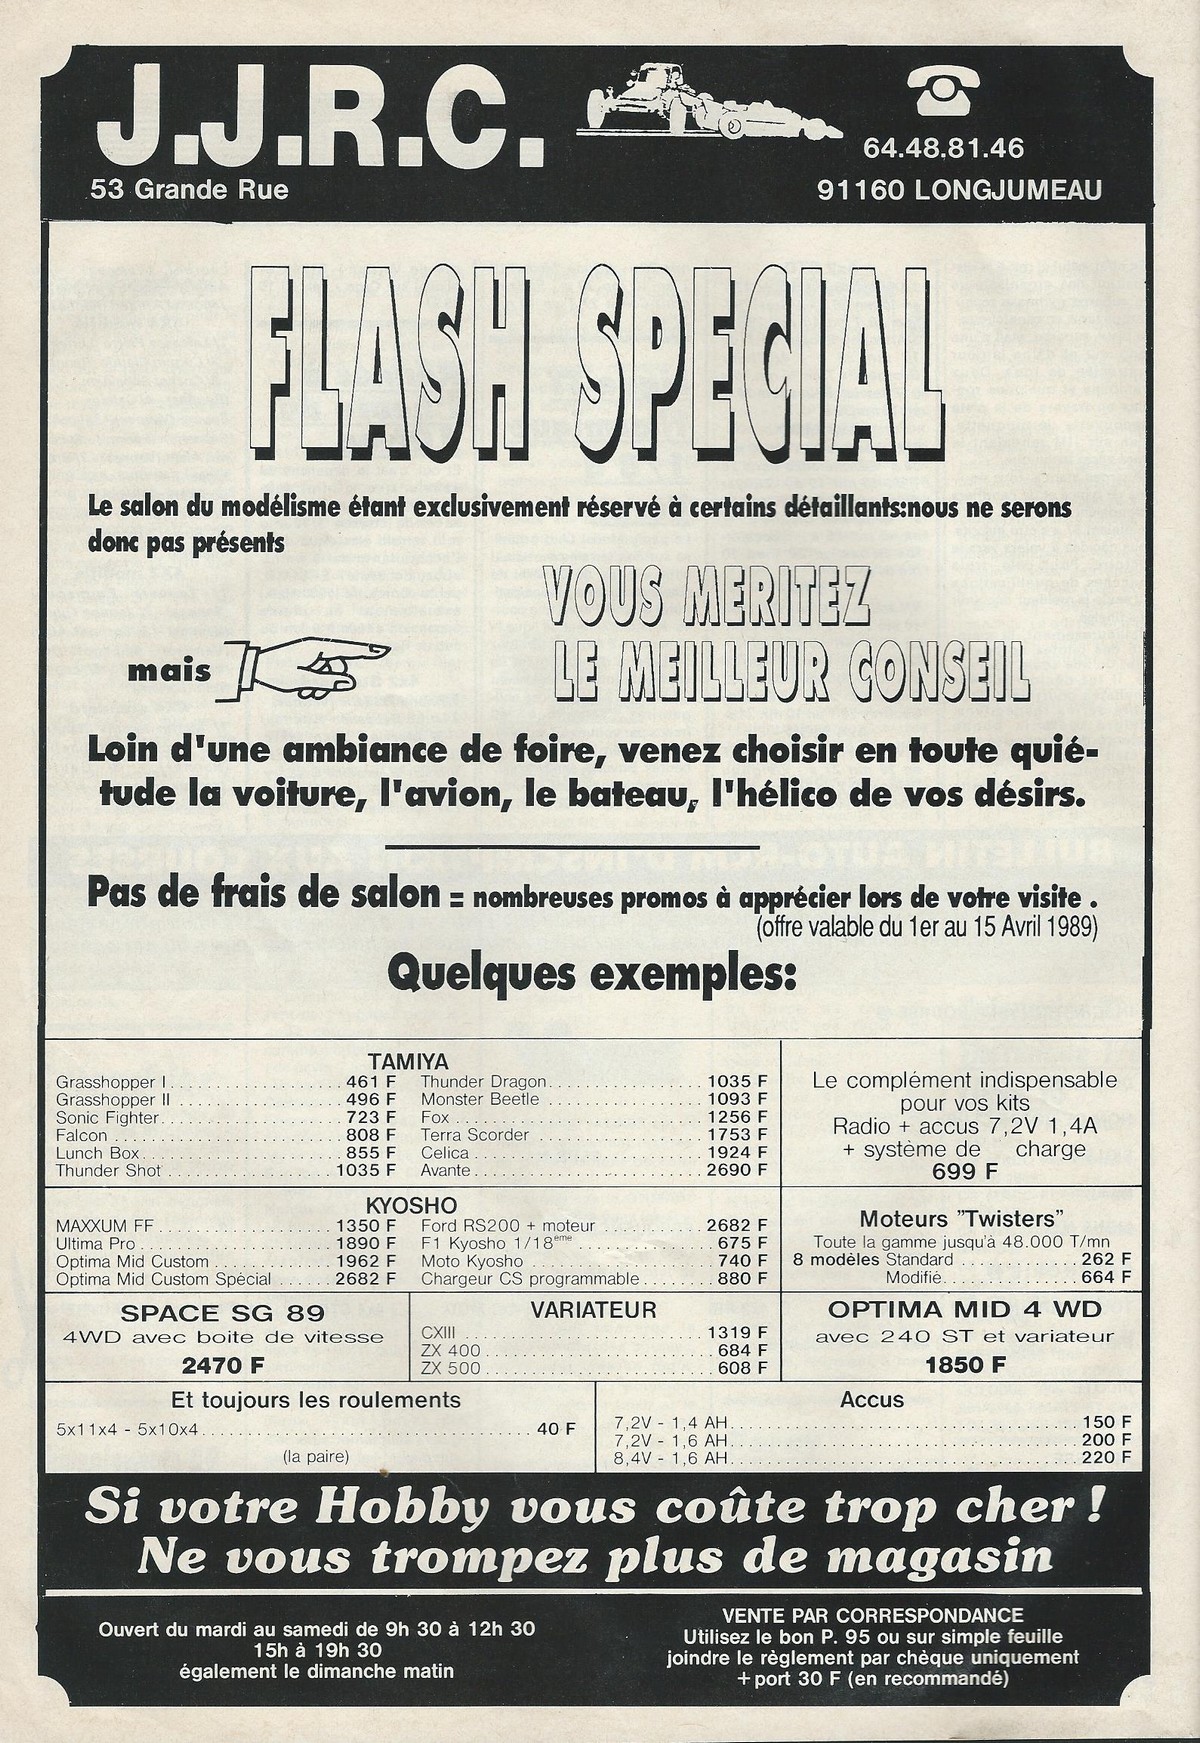 J.J.R.C.
64.48.81.46
53 Grande Rue
91160 LONGJUMEAU
FLASH SPECIAL
Le salon du modélisme étant exclusivement réservé à certains détaillants:nous ne serons
donc pas présents
VOUS MERITEZ
LE MEILLEUR CONSEIL
mais
Loin d'une ambiance de foire, venez choisir en toute quié-
tude la voiture, l'avion, le bateau, l'hélico de vos désirs.
Pas de frais de salon = nombreuses promos à apprécier lors de votre visite .
(offre valable du 1er au 15 Avril 1989)
Quelques exemples:
TAMIYA
Grasshopper I 461 F
Grasshopper II 496 F
Sonic Fighter 723 F
Falcon 808 F
Lunch Box 855 F
Thunder Shot 1035 F
Thunder Dragon 1035 F
Monster Beetle 1093 F
Fox 1256 F
Terra Scorder 1753 F
Celica 1924 F
Avante 2690 F
Le complément indispensable
pour vos kits
Radio + accus 7,2V 1,4A
+ système de charge
699 F
KYOSHO
MAXXUM FF 1350 F
Ultima Pro 1890 F
Optima Mid Custom 1962 F
Optima Mid Custom Spécial 2682 F
Ford RS200 + moteur 2682 F
F1 Kyosho 1/18eme 675 F
Moto Kyosho 740 F
Chargeur CS programmable 880 F
Moteurs "Twisters"
Toute la gamme jusqu'à 48.000 T/mn
8 modéles Standard 262 F
Modifié 664 F
SPACE SG 89
4WD avec boite de vitesse
2470 F
VARIATEUR
CXIII 1319 F
ZX 400 684 F
ZX 500 608 F
OPTIMA MID 4 WD
avec 240 ST et variateur
1850 F
Et toujours les roulements
5x11x4 - 5x10x4 40 F
(la paire)
Accus
7,2V - 1,4 AH 150 F
7,2V - 1,6 AH 200 F
8,4V - 1,6 AH 220 F
Si votre Hobby vous coûte trop cher !
Ne vous trompez plus de magasin
Ouvert du mardi au samedi de 9h 30 à 12h 30
15h à 19h 30
également le dimanche matin
VENTE PAR CORRESPONDANCE
Utilisez le bon P. 95 ou sur simple feuille
joindre le règlement par chèque uniquement
+ port 30 F (en recommandé)